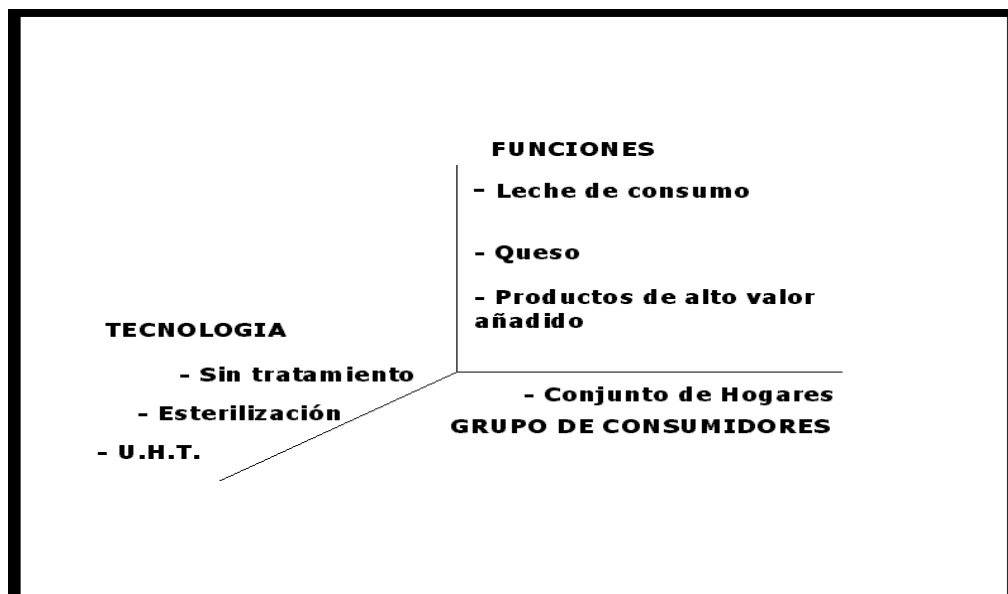 FUNCIONES
- Leche de consumo
- Queso
- Productos de alto valor
añadido
TECNOLOGIA
- Sin tratamiento
- Esterilización
- U.H.T.
- Conjunto de Hogares
GRUPO DE CONSUMIDORES